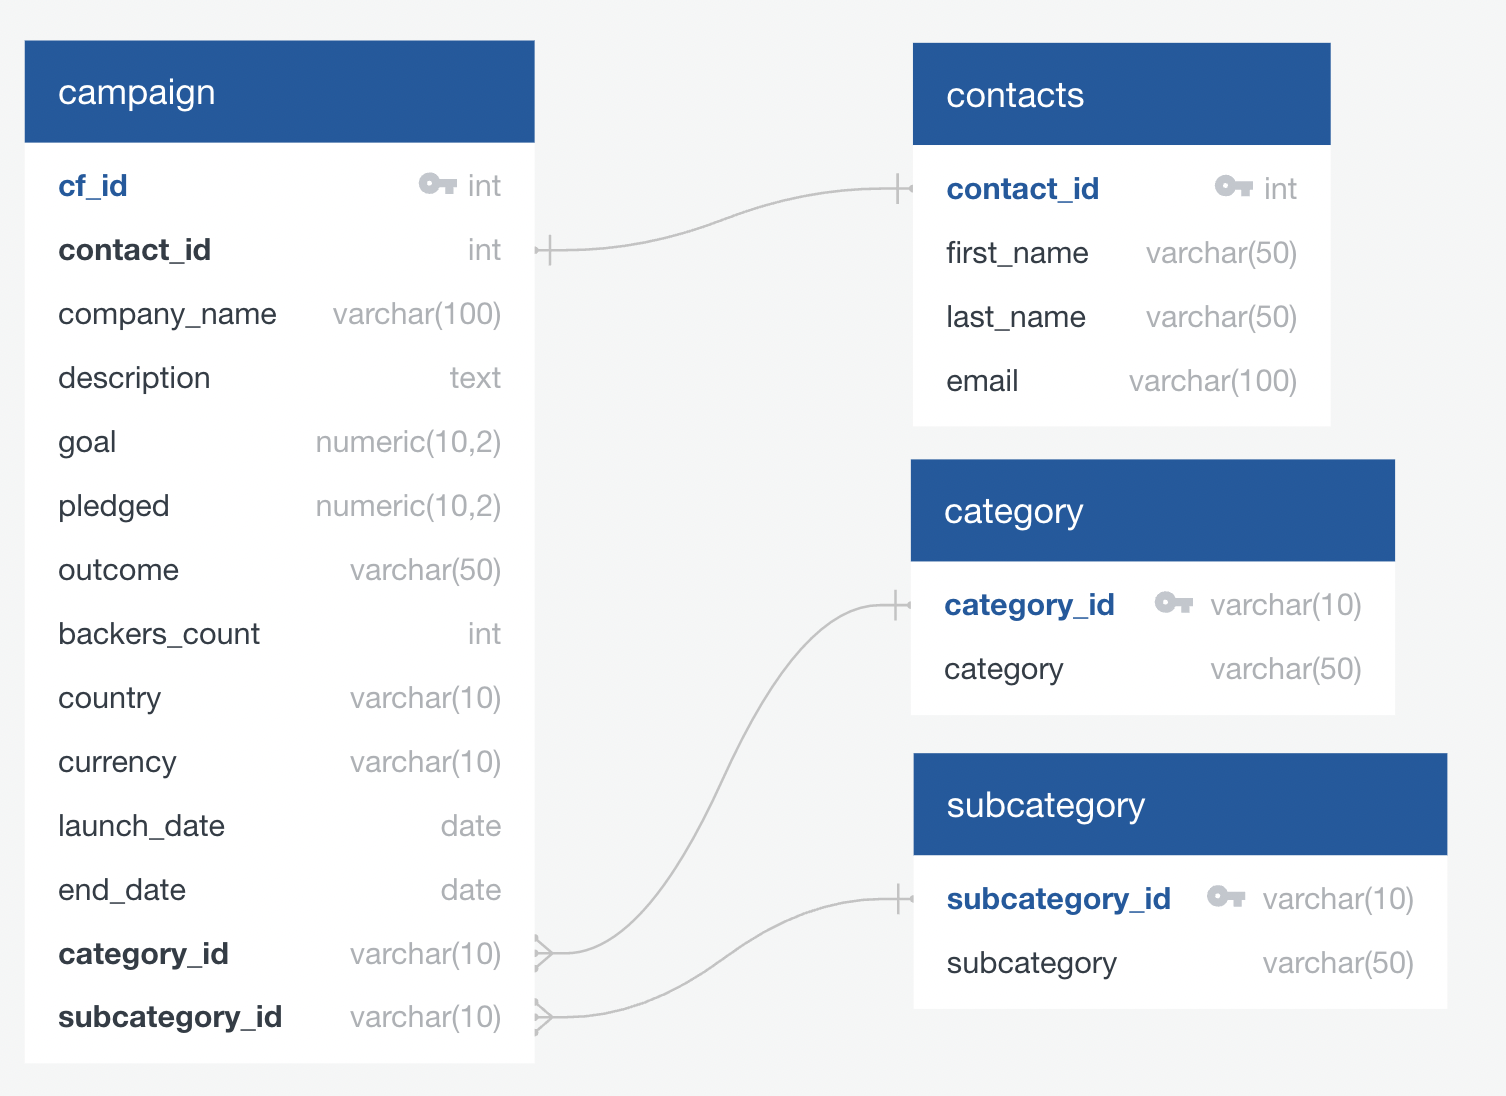 campaign
cf_id int
contact_id int
company_name varchar(100)
description text
goal numeric(10,2)
pledged numeric(10,2)
outcome varchar(50)
backers_count int
country varchar(10)
currency varchar(10)
launch_date date
end_date date
category_id varchar(10)
subcategory_id varchar(10)
contacts
contact_id int
first_name varchar(50)
last_name varchar(50)
email varchar(100)
category
category_id varchar(10)
category varchar(50)
subcategory
subcategory_id varchar(10)
subcategory varchar(50)